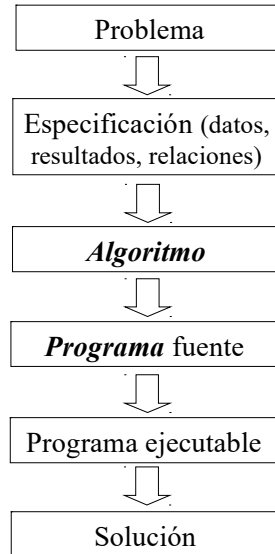 Problema
Especificación (datos,
resultados, relaciones)
Algoritmo
Programa fuente
Programa ejecutable
Solución